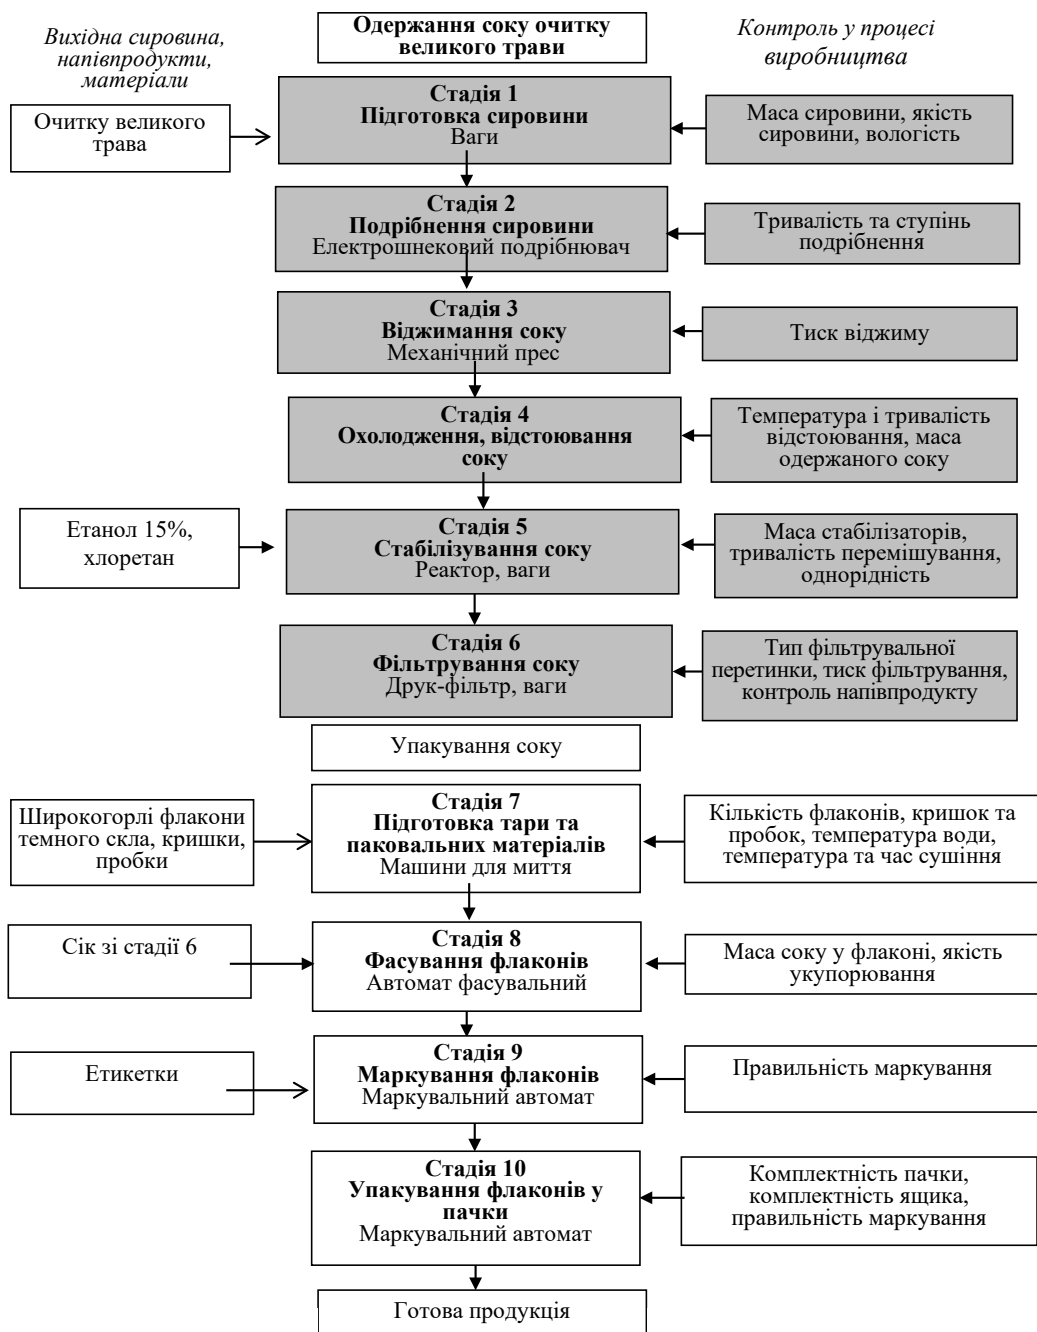 Вихідна сировина,
напівпродукти,
матеріали
Одержання соку очитку
великого трави
Контроль у процесі
виробництва
Очитку великого
трава
Стадія 1
Підготовка сировини
Ваги
Маса сировини, якість
сировини, вологість
Стадія 2
Подрібнення сировини
Електрошнековий подрібнювач
Тривалість та ступінь
подрібнення
Стадія 3
Віджимання соку
Механічний прес
Тиск віджиму
Стадія 4
Охолодження, відстоювання
соку
Температура і тривалість
відстоювання, маса
одержаного соку
Етанол 15%,
хлоретан
Стадія 5
Стабілізування соку
Реактор, ваги
Маса стабілізаторів,
тривалість перемішування,
однорідність
Стадія 6
Фільтрування соку
Друк-фільтр, ваги
Тип фільтрувальної
перетинки, тиск фільтрування,
контроль напівпродукту
Упакування соку
Широкогорлі флакони
темного скла, кришки,
пробки
Стадія 7
Підготовка тари та
паковальних матеріалів
Машини для миття
Кількість флаконів, кришок та
пробок, температура води,
температура та час сушіння
Сік зі стадії 6
Стадія 8
Фасування флаконів
Автомат фасувальний
Маса соку у флаконі, якість
укупорювання
Етикетки
Стадія 9
Маркування флаконів
Маркувальний автомат
Правильність маркування
Стадія 10
Упакування флаконів у
пачки
Маркувальний автомат
Комплектність пачки,
комплектність ящика,
правильність маркування
Готова продукція